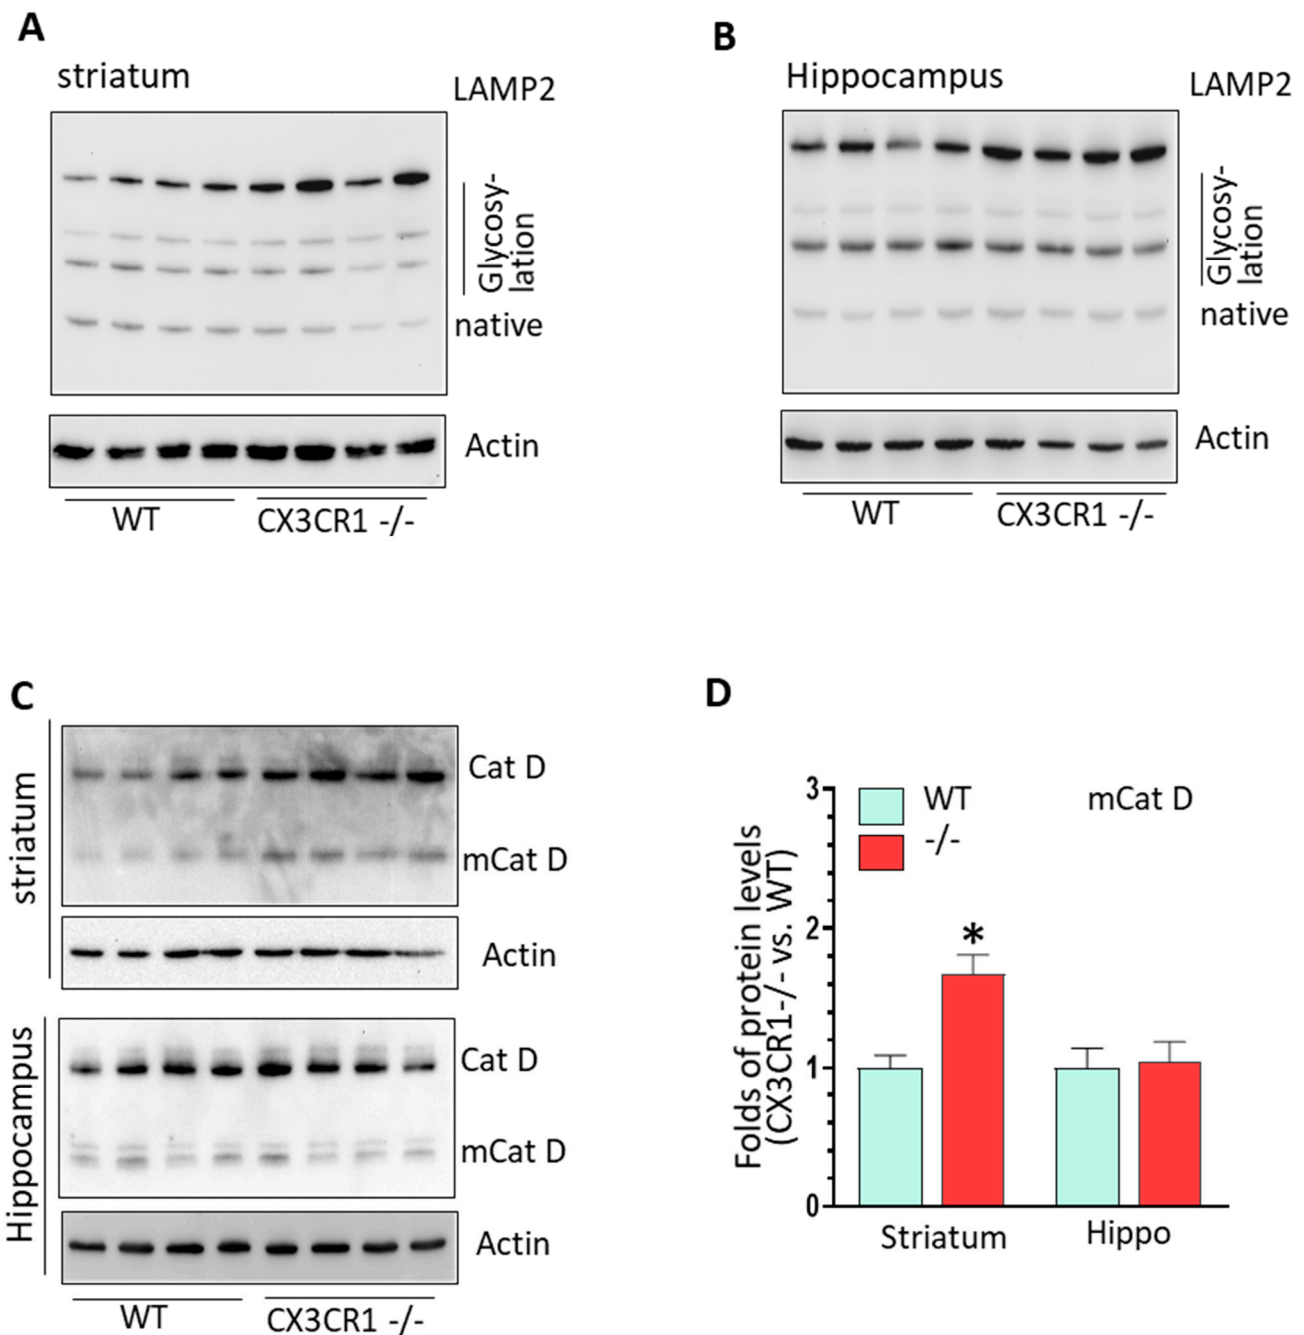 A
striatum
LAMP2
Glycosy-
lation
native
Actin
WT
CX3CR1 -/-
B
Hippocampus
LAMP2
Glycosy-
lation
native
Actin
WT
CX3CR1 -/-
C
striatum
Cat D
mCat D
Actin
Hippocampus
Cat D
mCat D
Actin
WT
CX3CR1 -/-
D
Folds of protein levels
(CX3CR1-/- vs. WT)
3
2
1
0
WT
-/-
mCat D
*
Striatum
Hippo